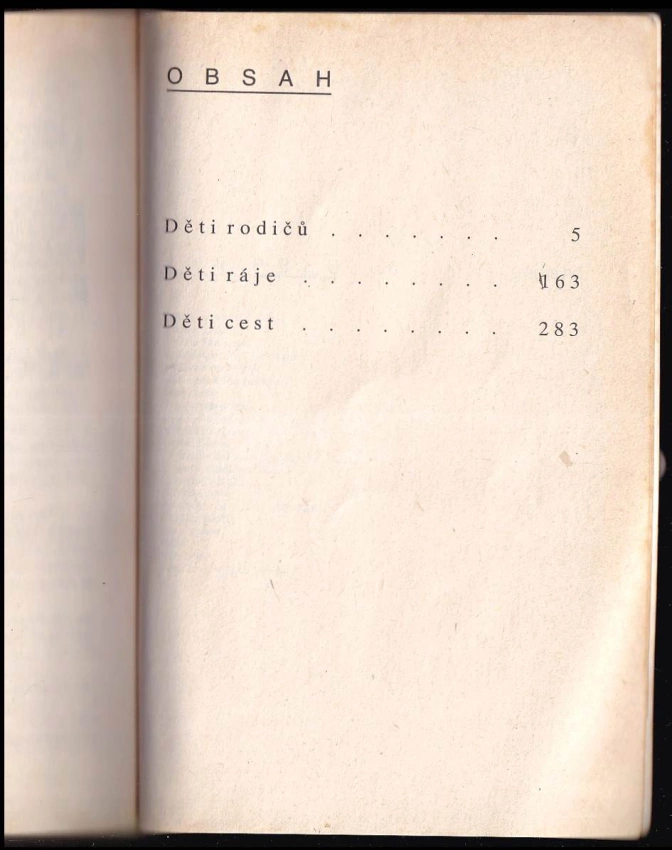 OBSAH
Děti rodičů . . . . . . . 5
Děti ráje . . . . . . . . 163
Děti cest . . . . . . . . 283